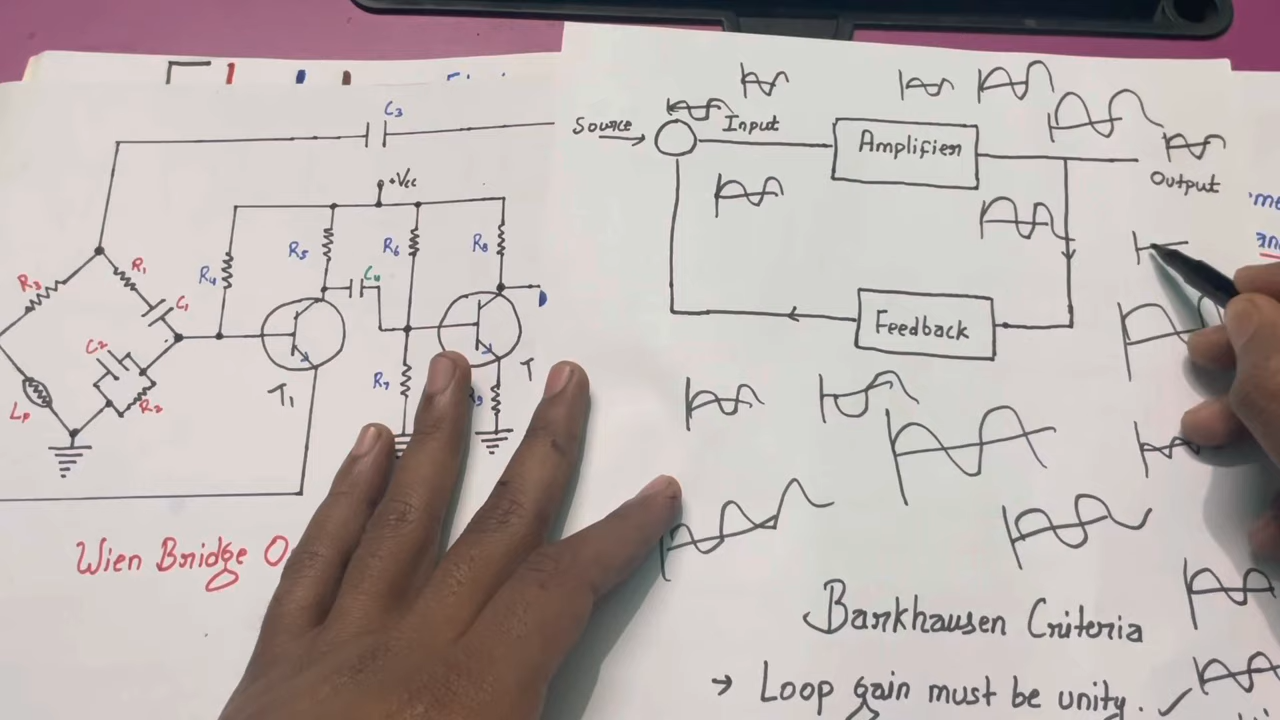 C3
+Vcc
R5
R6
R8
R4
C4
R3
R1
C1
C2
R2
Lp
T1
R7
T
Wien Bridge O
Source
Input
Amplifier
Output
Feedback
Barkhausen Criteria
→ Loop gain must be unity. ✓